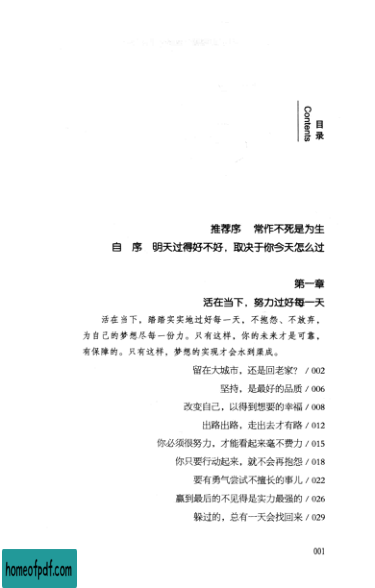 目录
Contents
推荐序 常作不死是为生
自 序 明天过得好不好，取决于你今天怎么过
第一章
活在当下，努力过好每一天
活在当下，踏踏实实地过好每一天，不抱怨、不放弃，
为自己的梦想尽每一份力。只有这样，你的未来才是可靠，
有保障的。只有这样，梦想的实现才会水到渠成。
留在大城市，还是回老家？ / 002
坚持，是最好的品质 / 006
改变自己，以得到想要的幸福 / 008
出路出路，走出去才有路 / 012
你必须很努力，才能看起来毫不费力 / 015
你只要行动起来，就不会再抱怨 / 018
要有勇气尝试不擅长的事儿 / 022
赢到最后的不见得是实力最强的 / 026
躲过的，总有一天会找回来 / 029
001
homeofpdf.com